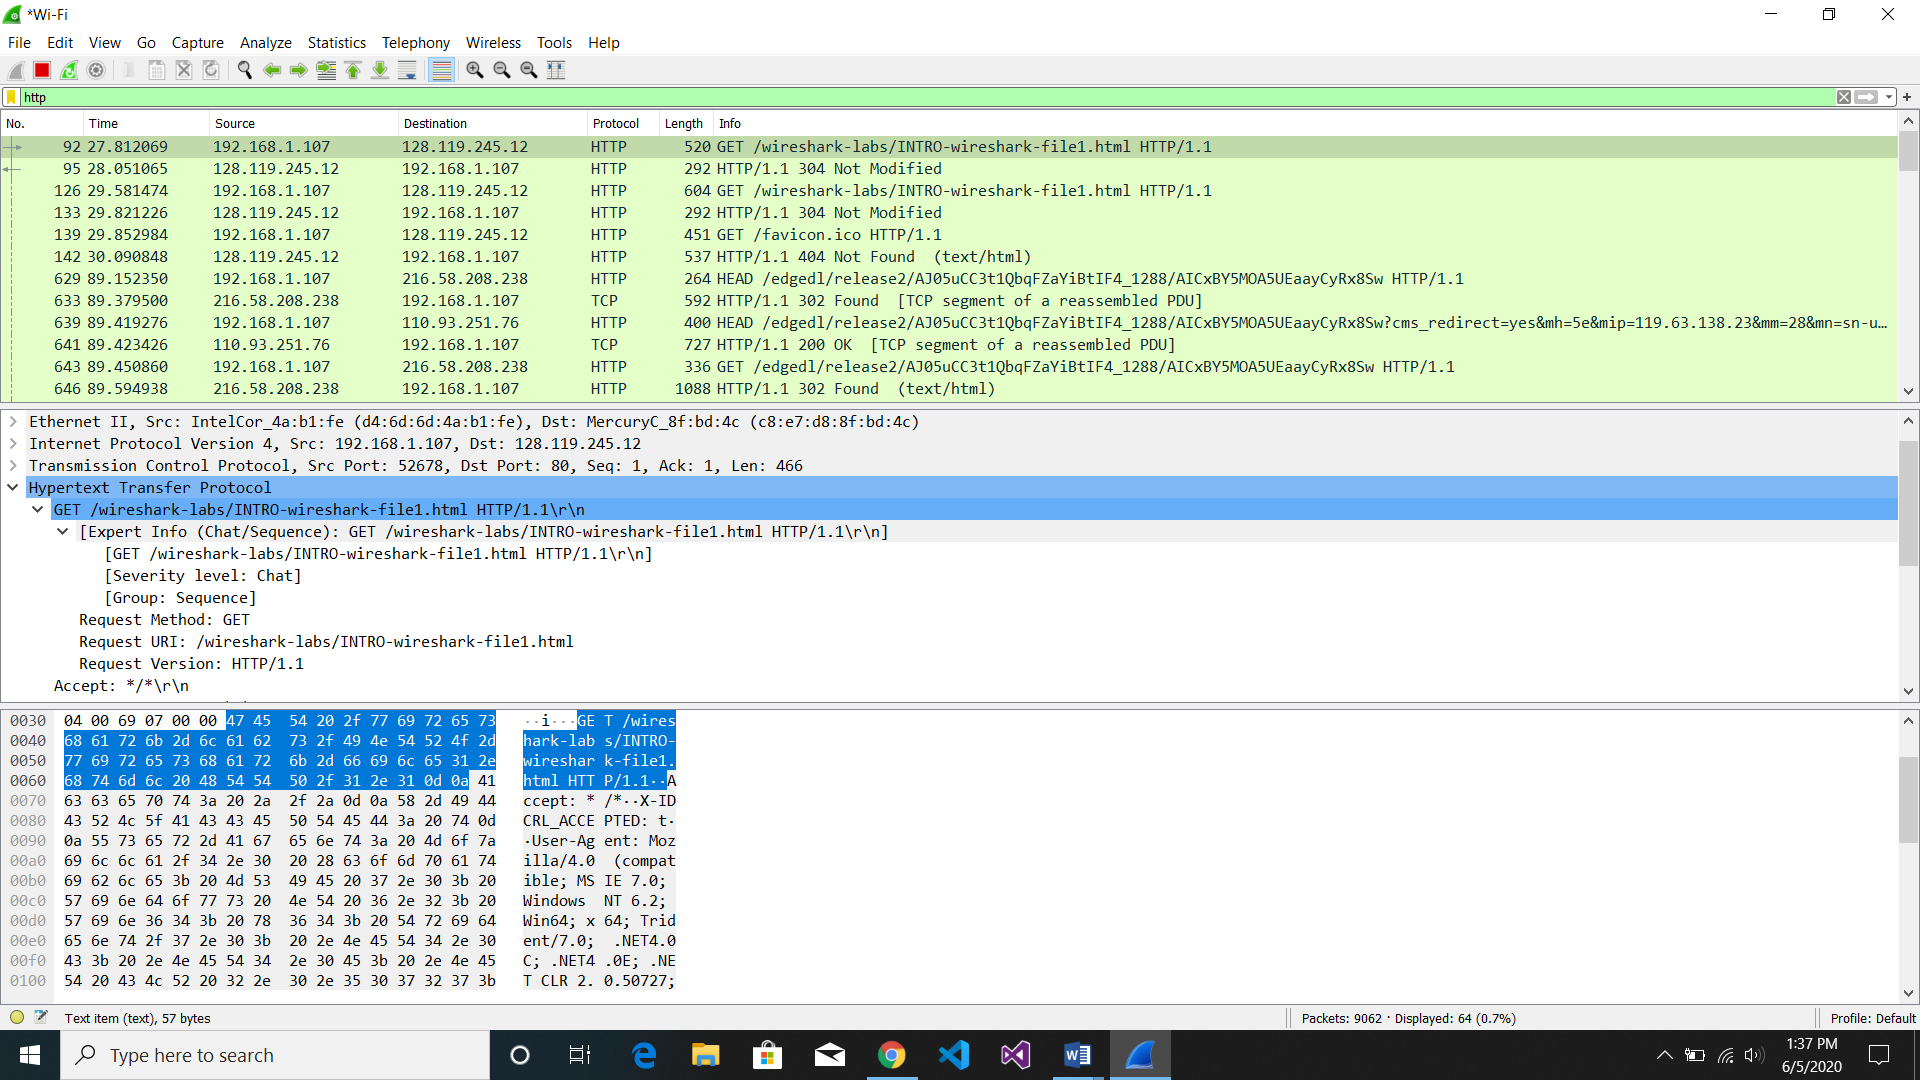 *Wi-Fi
File Edit View Go Capture Analyze Statistics Telephony Wireless Tools Help
http
No. Time Source Destination Protocol Length Info
92 27.812069 192.168.1.107 128.119.245.12 HTTP 520 GET /wireshark-labs/INTRO-wireshark-file1.html HTTP/1.1
95 28.051065 128.119.245.12 192.168.1.107 HTTP 292 HTTP/1.1 304 Not Modified
126 29.581474 192.168.1.107 128.119.245.12 HTTP 604 GET /wireshark-labs/INTRO-wireshark-file1.html HTTP/1.1
133 29.821226 128.119.245.12 192.168.1.107 HTTP 292 HTTP/1.1 304 Not Modified
139 29.852984 192.168.1.107 128.119.245.12 HTTP 451 GET /favicon.ico HTTP/1.1
142 30.090848 128.119.245.12 192.168.1.107 HTTP 537 HTTP/1.1 404 Not Found (text/html)
629 89.152350 192.168.1.107 216.58.208.238 HTTP 264 HEAD /edgedl/release2/AJ05uCC3t1QbqFZaYiBtIF4_1288/AICxBY5MOA5UEaayCyRx8Sw HTTP/1.1
633 89.379500 216.58.208.238 192.168.1.107 TCP 592 HTTP/1.1 302 Found [TCP segment of a reassembled PDU]
639 89.419276 192.168.1.107 110.93.251.76 HTTP 400 HEAD /edgedl/release2/AJ05uCC3t1QbqFZaYiBtIF4_1288/AICxBY5MOA5UEaayCyRx8Sw?cms_redirect=yes&mh=5e&mip=119.63.138.23&mm=28&mn=sn-u…
641 89.423426 110.93.251.76 192.168.1.107 TCP 727 HTTP/1.1 200 OK [TCP segment of a reassembled PDU]
643 89.450860 192.168.1.107 216.58.208.238 HTTP 336 GET /edgedl/release2/AJ05uCC3t1QbqFZaYiBtIF4_1288/AICxBY5MOA5UEaayCyRx8Sw HTTP/1.1
646 89.594938 216.58.208.238 192.168.1.107 HTTP 1088 HTTP/1.1 302 Found (text/html)
Ethernet II, Src: IntelCor_4a:b1:fe (d4:6d:6d:4a:b1:fe), Dst: MercuryC_8f:bd:4c (c8:e7:d8:8f:bd:4c)
Internet Protocol Version 4, Src: 192.168.1.107, Dst: 128.119.245.12
Transmission Control Protocol, Src Port: 52678, Dst Port: 80, Seq: 1, Ack: 1, Len: 466
Hypertext Transfer Protocol
GET /wireshark-labs/INTRO-wireshark-file1.html HTTP/1.1\r\n
[Expert Info (Chat/Sequence): GET /wireshark-labs/INTRO-wireshark-file1.html HTTP/1.1\r\n]
[GET /wireshark-labs/INTRO-wireshark-file1.html HTTP/1.1\r\n]
[Severity level: Chat]
[Group: Sequence]
Request Method: GET
Request URI: /wireshark-labs/INTRO-wireshark-file1.html
Request Version: HTTP/1.1
Accept: */*\r\n
0030 04 00 69 07 00 00 47 45 54 20 2f 77 69 72 65 73 ··i···GE T /wires
0040 68 61 72 6b 2d 6c 61 62 73 2f 49 4e 54 52 4f 2d hark-lab s/INTRO-
0050 77 69 72 65 73 68 61 72 6b 2d 66 69 6c 65 31 2e wireshar k-file1.
0060 68 74 6d 6c 20 48 54 54 50 2f 31 2e 31 0d 0a 41 html HTT P/1.1··A
0070 63 63 65 70 74 3a 20 2a 2f 2a 0d 0a 58 2d 49 44 ccept: * /*··X-ID
0080 43 52 4c 5f 41 43 43 45 50 54 45 44 3a 20 74 0d CRL_ACCE PTED: t·
0090 0a 55 73 65 72 2d 41 67 65 6e 74 3a 20 4d 6f 7a ·User-Ag ent: Moz
00a0 69 6c 6c 61 2f 34 2e 30 20 28 63 6f 6d 70 61 74 illa/4.0 (compat
00b0 69 62 6c 65 3b 20 4d 53 49 45 20 37 2e 30 3b 20 ible; MS IE 7.0;
00c0 57 69 6e 64 6f 77 73 20 4e 54 20 36 2e 32 3b 20 Windows NT 6.2;
00d0 57 69 6e 36 34 3b 20 78 36 34 3b 20 54 72 69 64 Win64; x 64; Trid
00e0 65 6e 74 2f 37 2e 30 3b 20 2e 4e 45 54 34 2e 30 ent/7.0; .NET4.0
00f0 43 3b 20 2e 4e 45 54 34 2e 30 45 3b 20 2e 4e 45 C; .NET4 .0E; .NE
0100 54 20 43 4c 52 20 32 2e 30 2e 35 30 37 32 37 3b T CLR 2. 0.50727;
Text item (text), 57 bytes Packets: 9062 · Displayed: 64 (0.7%) Profile: Default
Type here to search
1:37 PM
6/5/2020